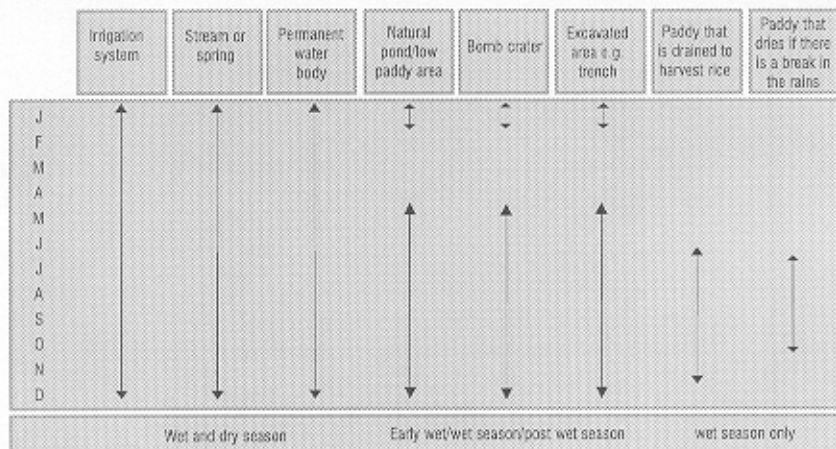 Irrigation
system
Stream or
spring
Permanent
water
body
Natural
pond/low
paddy area
Bomb crater
Excavated
area e.g.
trench
Paddy that
is drained to
harvest rice
Paddy that
dries if there
is a break in
the rains
J
F
M
A
M
J
J
A
S
O
N
D
Wet and dry season
Early wet/wet season/post wet season
wet season only